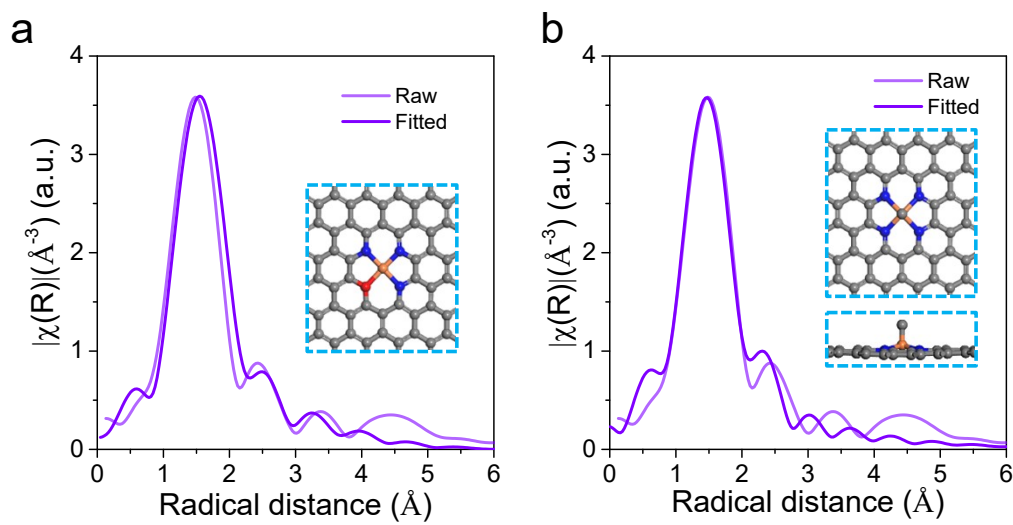 a
4
3
2
1
0
0 1 2 3 4 5 6
|χ(R)|(Å⁻³) (a.u.)
Radical distance (Å)
Raw
Fitted
b
4
3
2
1
0
0 1 2 3 4 5 6
|χ(R)|(Å⁻³) (a.u.)
Radical distance (Å)
Raw
Fitted